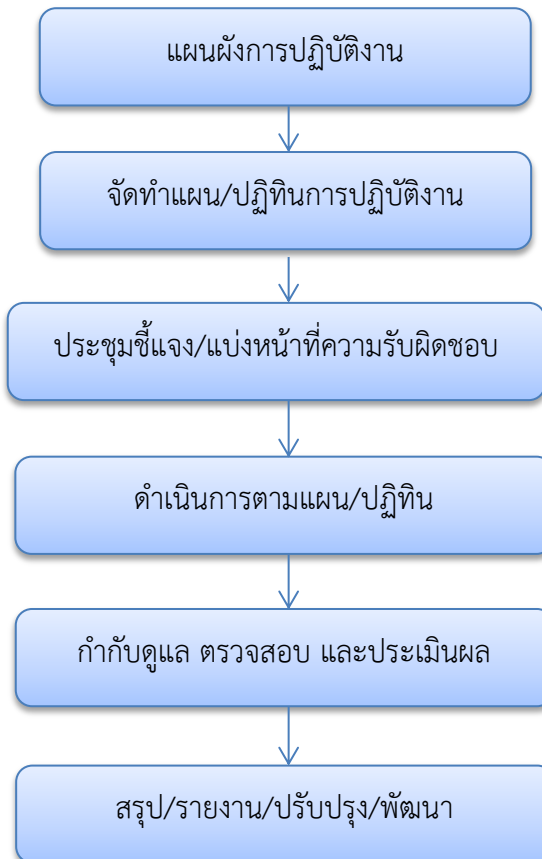 แผนผังการปฏิบัติงาน
จัดทำแผน/ปฏิทินการปฏิบัติงาน
ประชุมชี้แจง/แบ่งหน้าที่ความรับผิดชอบ
ดำเนินการตามแผน/ปฏิทิน
กำกับดูแล ตรวจสอบ และประเมินผล
สรุป/รายงาน/ปรับปรุง/พัฒนา